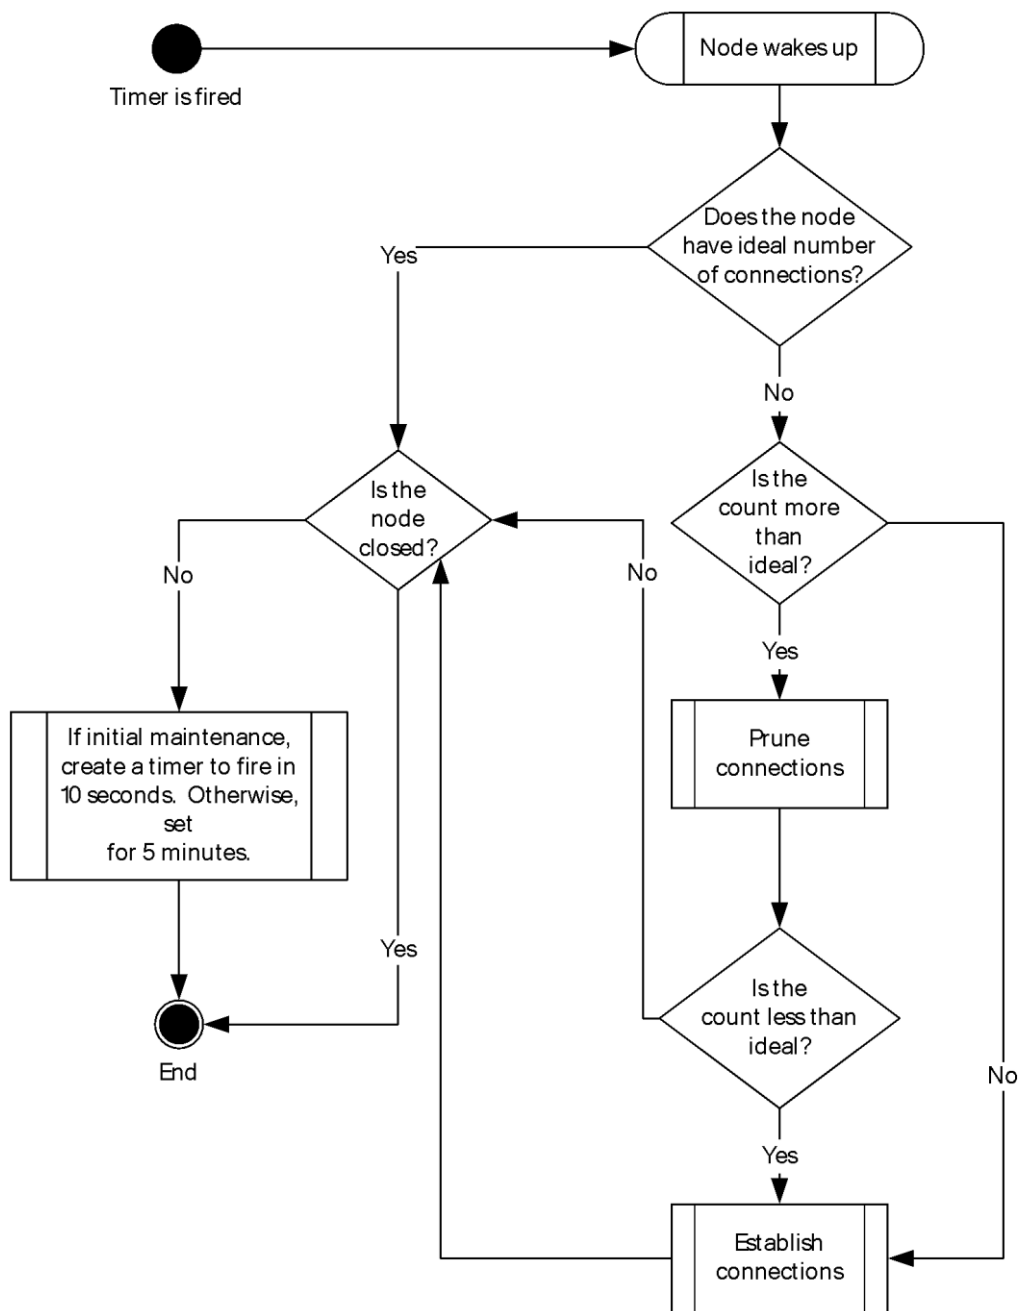 Node wakes up
Timer is fired
Does the node
have ideal number
of connections?
Yes
No
Is the
node
closed?
Is the
count more
than
ideal?
No
No
Yes
If initial maintenance,
create a timer to fire in
10 seconds. Otherwise,
set
for 5 minutes.
Prune
connections
Yes
Is the
count less than
ideal?
End
No
Yes
Establish
connections